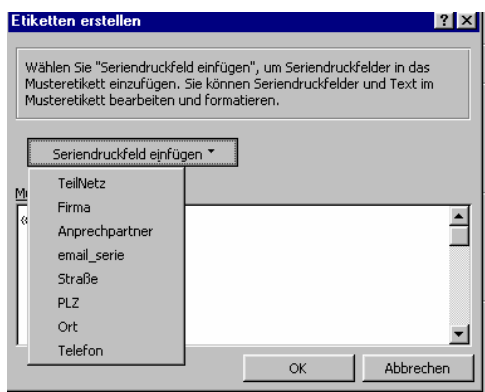 Etiketten erstellen
Wählen Sie "Seriendruckfeld einfügen", um Seriendruckfelder in das
Musteretikett einzufügen. Sie können Seriendruckfelder und Text im
Musteretikett bearbeiten und formatieren.
Seriendruckfeld einfügen
TeilNetz
Firma
Anprechpartner
email_serie
Straße
PLZ
Ort
Telefon
OK
Abbrechen